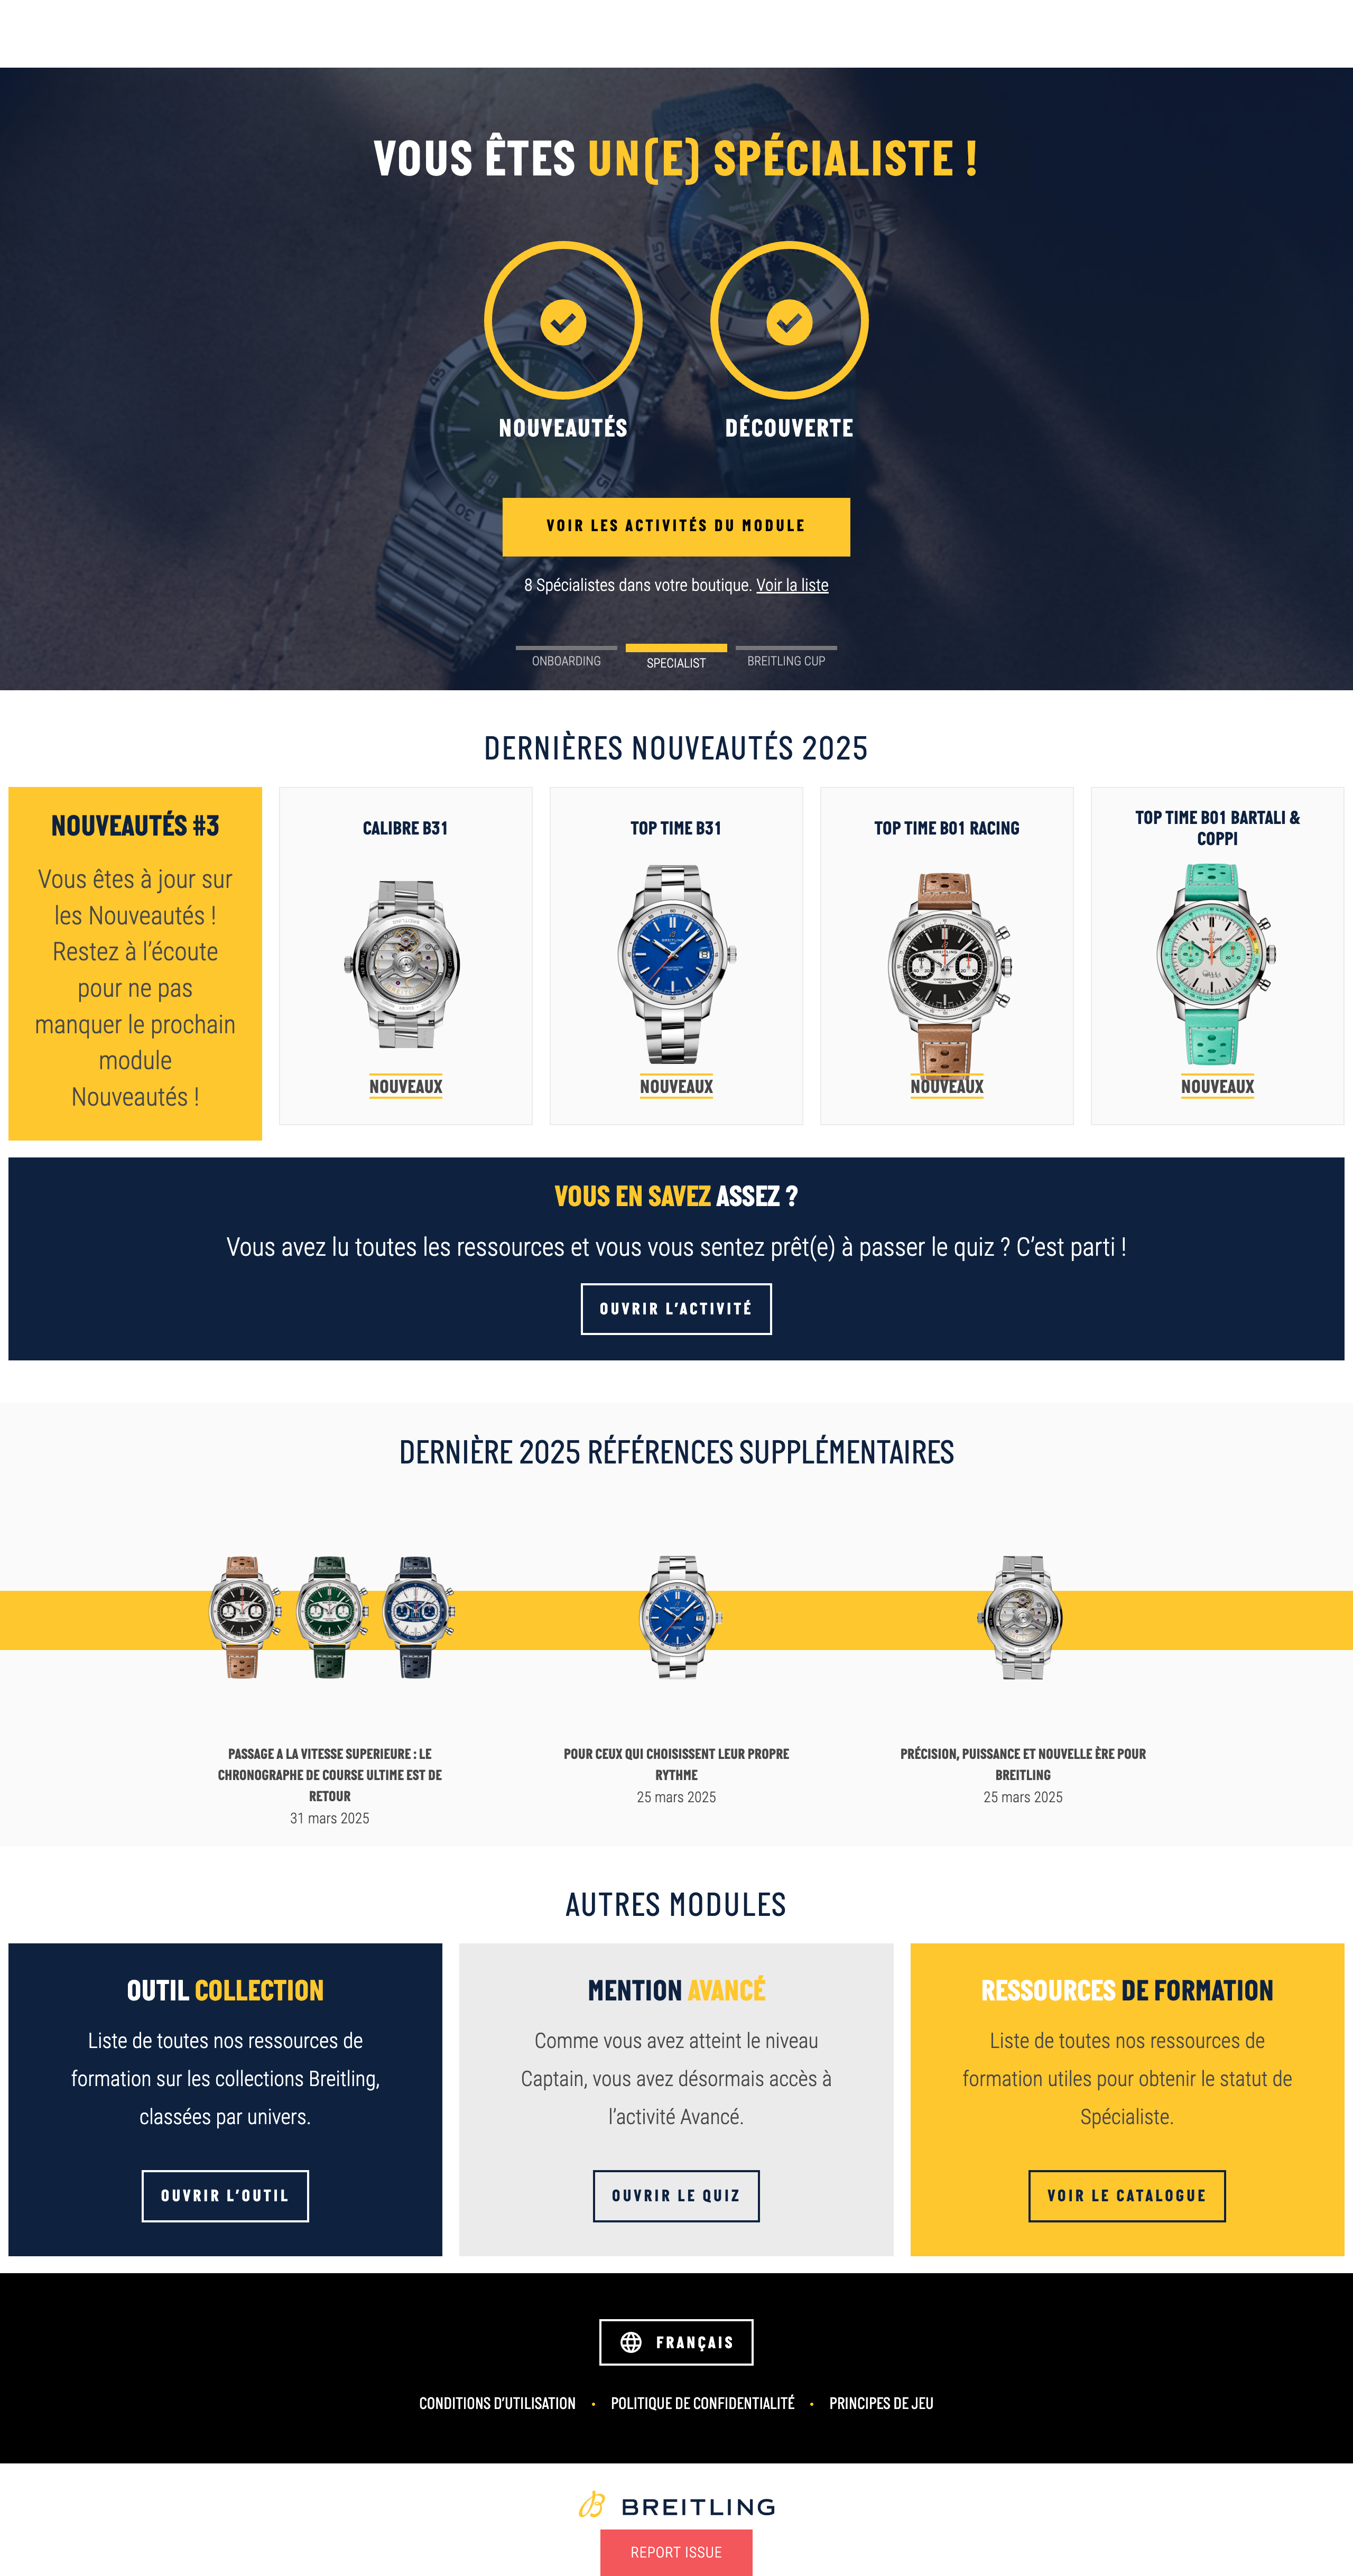 VOUS ÊTES UN(E) SPÉCIALISTE !
NOUVEAUTÉS
DÉCOUVERTE
VOIR LES ACTIVITÉS DU MODULE
8 Spécialistes dans votre boutique. Voir la liste
ONBOARDING
SPECIALIST
BREITLING CUP
DERNIÈRES NOUVEAUTÉS 2025
NOUVEAUTÉS #3
Vous êtes à jour sur
les Nouveautés !
Restez à l’écoute
pour ne pas
manquer le prochain
module
Nouveautés !
CALIBRE B31
NOUVEAUX
TOP TIME B31
NOUVEAUX
TOP TIME B01 RACING
NOUVEAUX
TOP TIME B01 BARTALI &
COPPI
NOUVEAUX
VOUS EN SAVEZ ASSEZ ?
Vous avez lu toutes les ressources et vous vous sentez prêt(e) à passer le quiz ? C’est parti !
OUVRIR L’ACTIVITÉ
DERNIÈRE 2025 RÉFÉRENCES SUPPLÉMENTAIRES
PASSAGE A LA VITESSE SUPERIEURE : LE
CHRONOGRAPHE DE COURSE ULTIME EST DE
RETOUR
31 mars 2025
POUR CEUX QUI CHOISISSENT LEUR PROPRE
RYTHME
25 mars 2025
PRÉCISION, PUISSANCE ET NOUVELLE ÈRE POUR
BREITLING
25 mars 2025
AUTRES MODULES
OUTIL COLLECTION
Liste de toutes nos ressources de
formation sur les collections Breitling,
classées par univers.
OUVRIR L’OUTIL
MENTION AVANCÉ
Comme vous avez atteint le niveau
Captain, vous avez désormais accès à
l’activité Avancé.
OUVRIR LE QUIZ
RESSOURCES DE FORMATION
Liste de toutes nos ressources de
formation utiles pour obtenir le statut de
Spécialiste.
VOIR LE CATALOGUE
FRANÇAIS
CONDITIONS D’UTILISATION • POLITIQUE DE CONFIDENTIALITÉ • PRINCIPES DE JEU
BREITLING
REPORT ISSUE